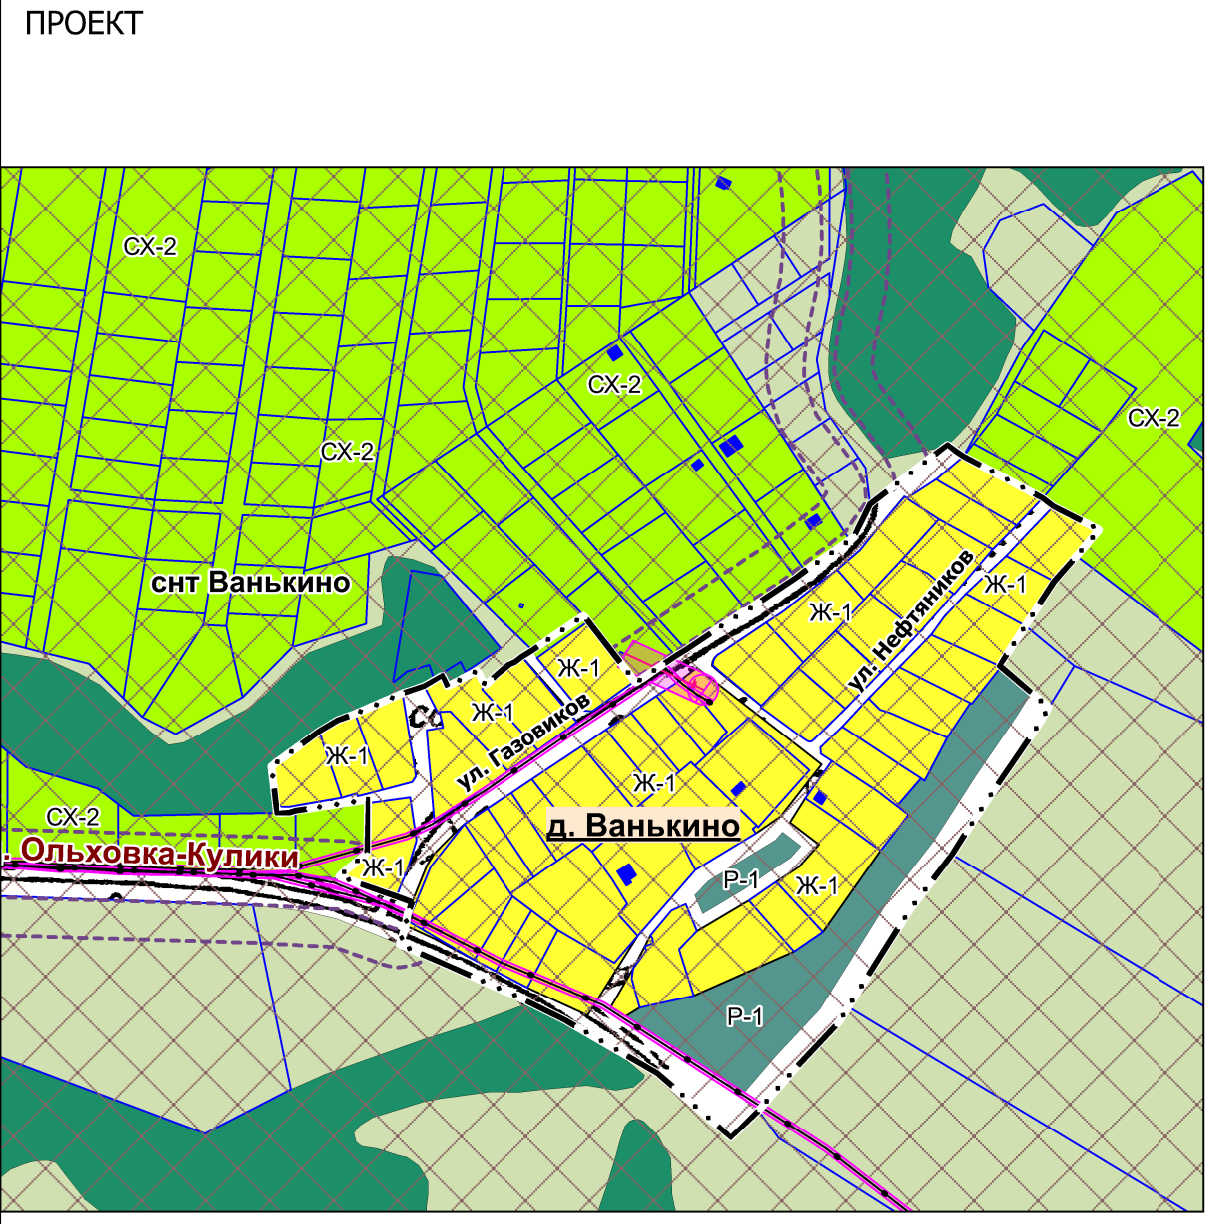 ПРОЕКТ
СХ-2
СХ-2
СХ-2
СХ-2
снт Ванькино
Ж-1
Ж-1
ул. Нефтяников
Ж-1
Ж-1
ул. Газовиков
Ж-1
Ж-1
СХ-2
д. Ванькино
. Ольховка-Кулики
Ж-1
Р-1
Ж-1
Р-1